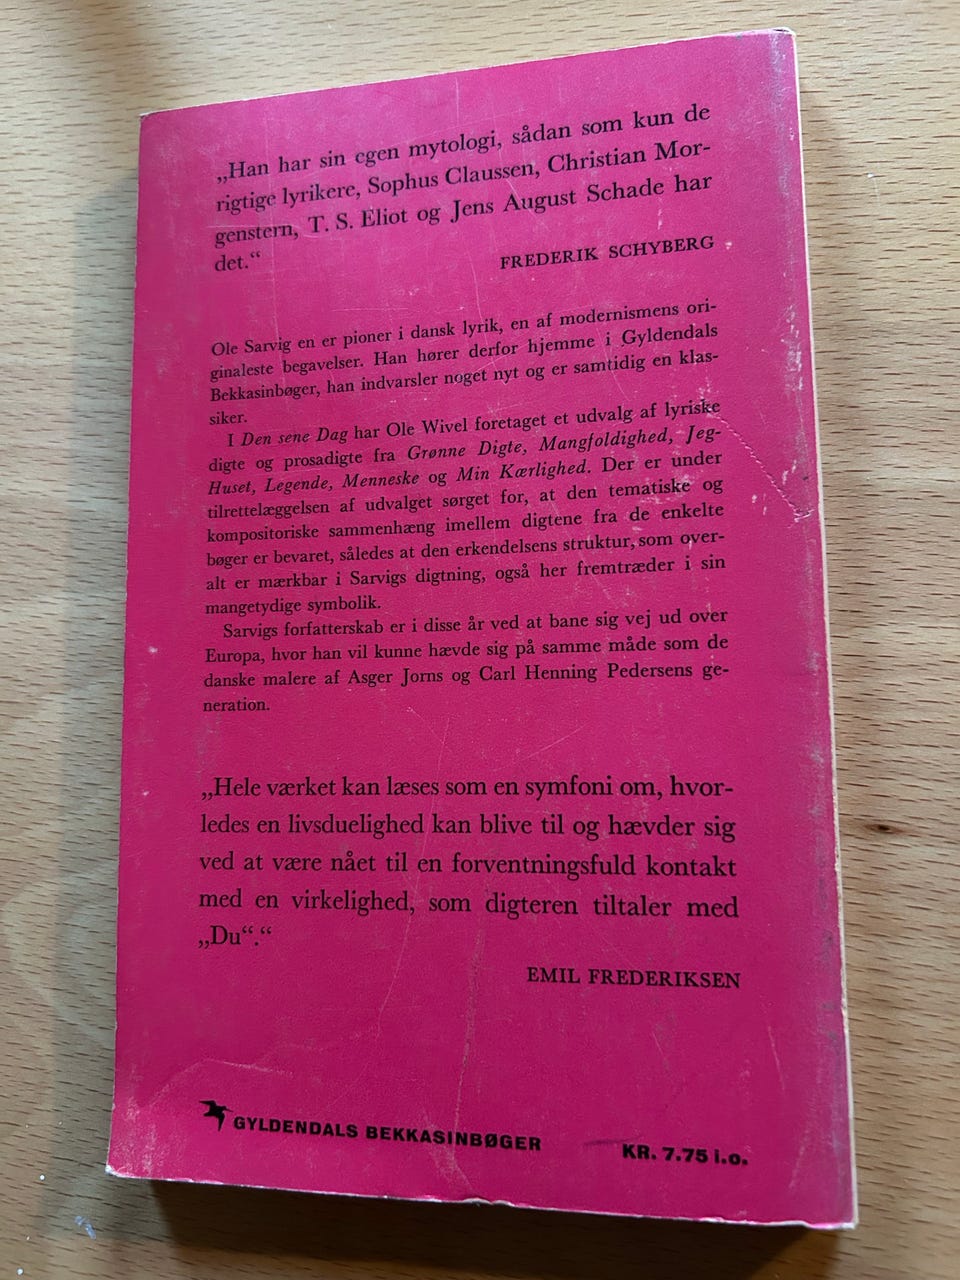 „Han har sin egen mytologi, sådan som kun de
rigtige lyrikere, Sophus Claussen, Christian Mor-
genstern, T. S. Eliot og Jens August Schade har
det.“
FREDERIK SCHYBERG
Ole Sarvig en er pioner i dansk lyrik, en af modernismens ori-
ginaleste begavelser. Han hører derfor hjemme i Gyldendals
Bekkasinbøger, han indvarsler noget nyt og er samtidig en klas-
siker.
I Den sene Dag har Ole Wivel foretaget et udvalg af lyriske
digte og prosadigte fra Grønne Digte, Mangfoldighed, Jeg-
Huset, Legende, Menneske og Min Kærlighed. Der er under
tilrettelæggelsen af udvalget sørget for, at den tematiske og
kompositoriske sammenhæng imellem digtene fra de enkelte
bøger er bevaret, således at den erkendelsens struktur, som over-
alt er mærkbar i Sarvigs digtning, også her fremtræder i sin
mangetydige symbolik.
Sarvigs forfatterskab er i disse år ved at bane sig vej ud over
Europa, hvor han vil kunne hævde sig på samme måde som de
danske malere af Asger Jorns og Carl Henning Pedersens ge-
neration.
„Hele værket kan læses som en symfoni om, hvor-
ledes en livsduelighed kan blive til og hævder sig
ved at være nået til en forventningsfuld kontakt
med en virkelighed, som digteren tiltaler med
„Du“.“
EMIL FREDERIKSEN
GYLDENDALS BEKKASINBØGER
KR. 7.75 i.o.